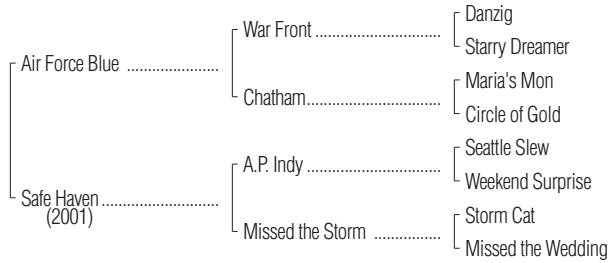 Danzig
War Front ....................................
Starry Dreamer
Air Force Blue ......................
Maria's Mon
Chatham....................................
Circle of Gold
Seattle Slew
A.P. Indy ....................................
Weekend Surprise
Safe Haven ............................
(2001)
Storm Cat
Missed the Storm ..................
Missed the Wedding